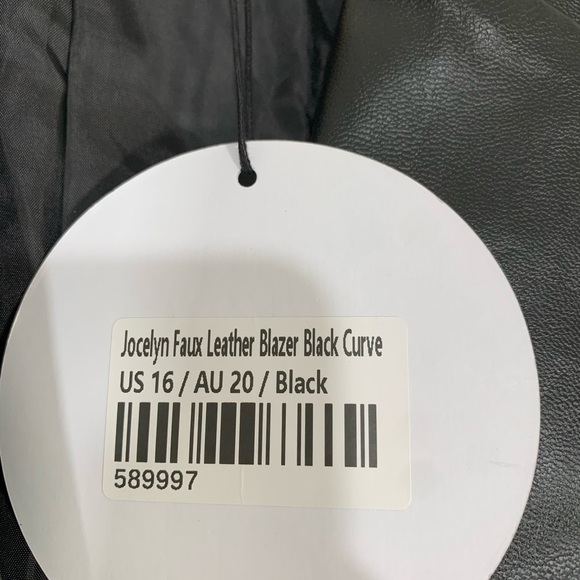 Jocelyn Faux Leather Blazer Black Curve
US 16 / AU 20 / Black
589997